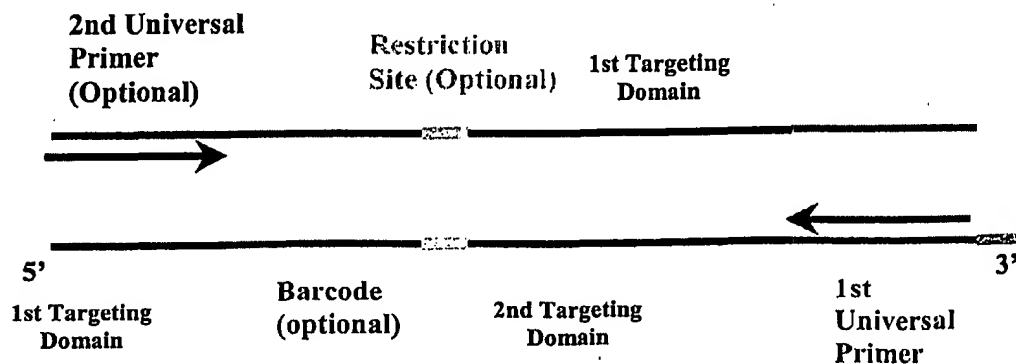 2nd Universal
Primer
(Optional)
Restriction
Site (Optional)
1st Targeting
Domain
5'
3'
1st Targeting
Domain
Barcode
(optional)
2nd Targeting
Domain
1st
Universal
Primer